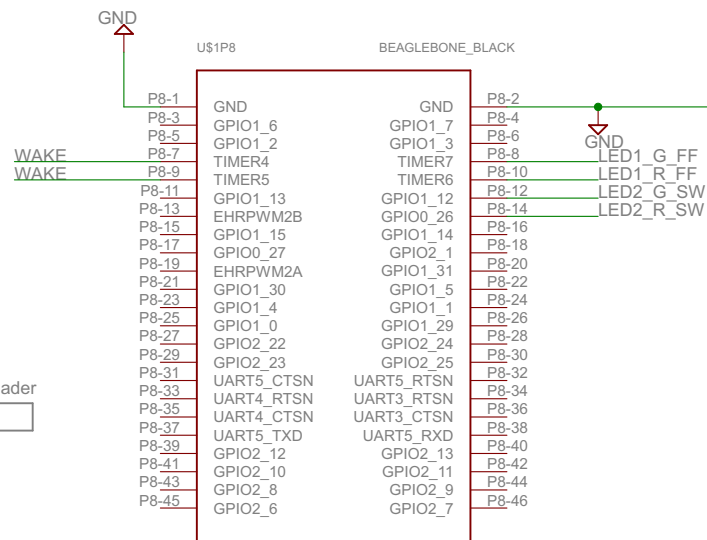 GND
U$1P8 BEAGLEBONE_BLACK
P8-1 GND GND P8-2
P8-3 GPIO1_6 GPIO1_7 P8-4
P8-5 GPIO1_2 GPIO1_3 P8-6
GND
WAKE P8-7 TIMER4 TIMER7 P8-8 LED1_G_FF
WAKE P8-9 TIMER5 TIMER6 P8-10 LED1_R_FF
P8-11 GPIO1_13 GPIO1_12 P8-12 LED2_G_SW
P8-13 EHRPWM2B GPIO0_26 P8-14 LED2_R_SW
P8-15 GPIO1_15 GPIO1_14 P8-16
P8-17 GPIO0_27 GPIO2_1 P8-18
P8-19 EHRPWM2A GPIO1_31 P8-20
P8-21 GPIO1_30 GPIO1_5 P8-22
P8-23 GPIO1_4 GPIO1_1 P8-24
P8-25 GPIO1_0 GPIO1_29 P8-26
P8-27 GPIO2_22 GPIO2_24 P8-28
P8-29 GPIO2_23 GPIO2_25 P8-30
P8-31 UART5_CTSN UART5_RTSN P8-32
ader
P8-33 UART4_RTSN UART3_RTSN P8-34
P8-35 UART4_CTSN UART3_CTSN P8-36
P8-37 UART5_TXD UART5_RXD P8-38
P8-39 GPIO2_12 GPIO2_13 P8-40
P8-41 GPIO2_10 GPIO2_11 P8-42
P8-43 GPIO2_8 GPIO2_9 P8-44
P8-45 GPIO2_6 GPIO2_7 P8-46